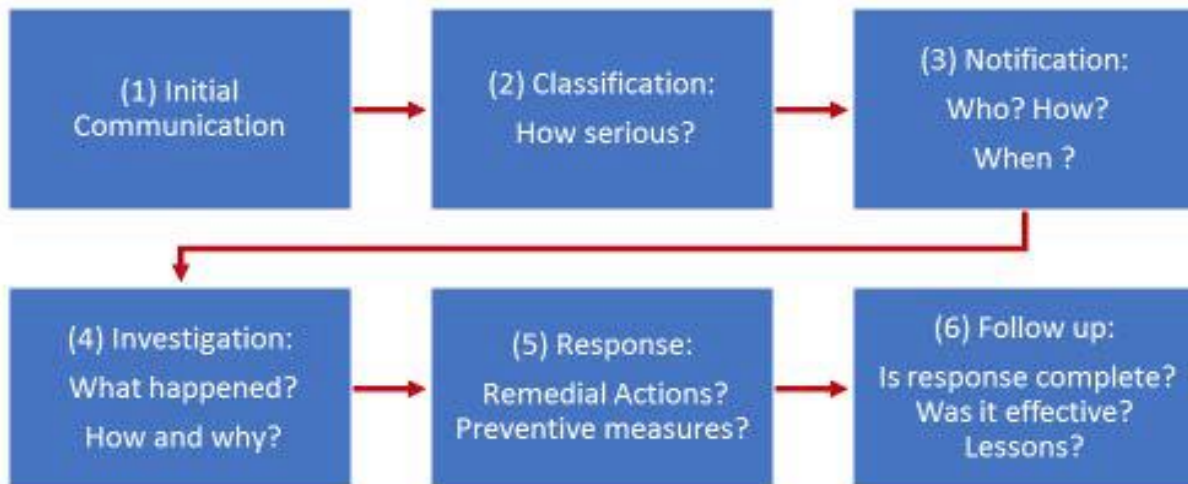 (1) Initial
Communication
(2) Classification:
How serious?
(3) Notification:
Who? How?
When ?
(4) Investigation:
What happened?
How and why?
(5) Response:
Remedial Actions?
Preventive measures?
(6) Follow up:
Is response complete?
Was it effective?
Lessons?